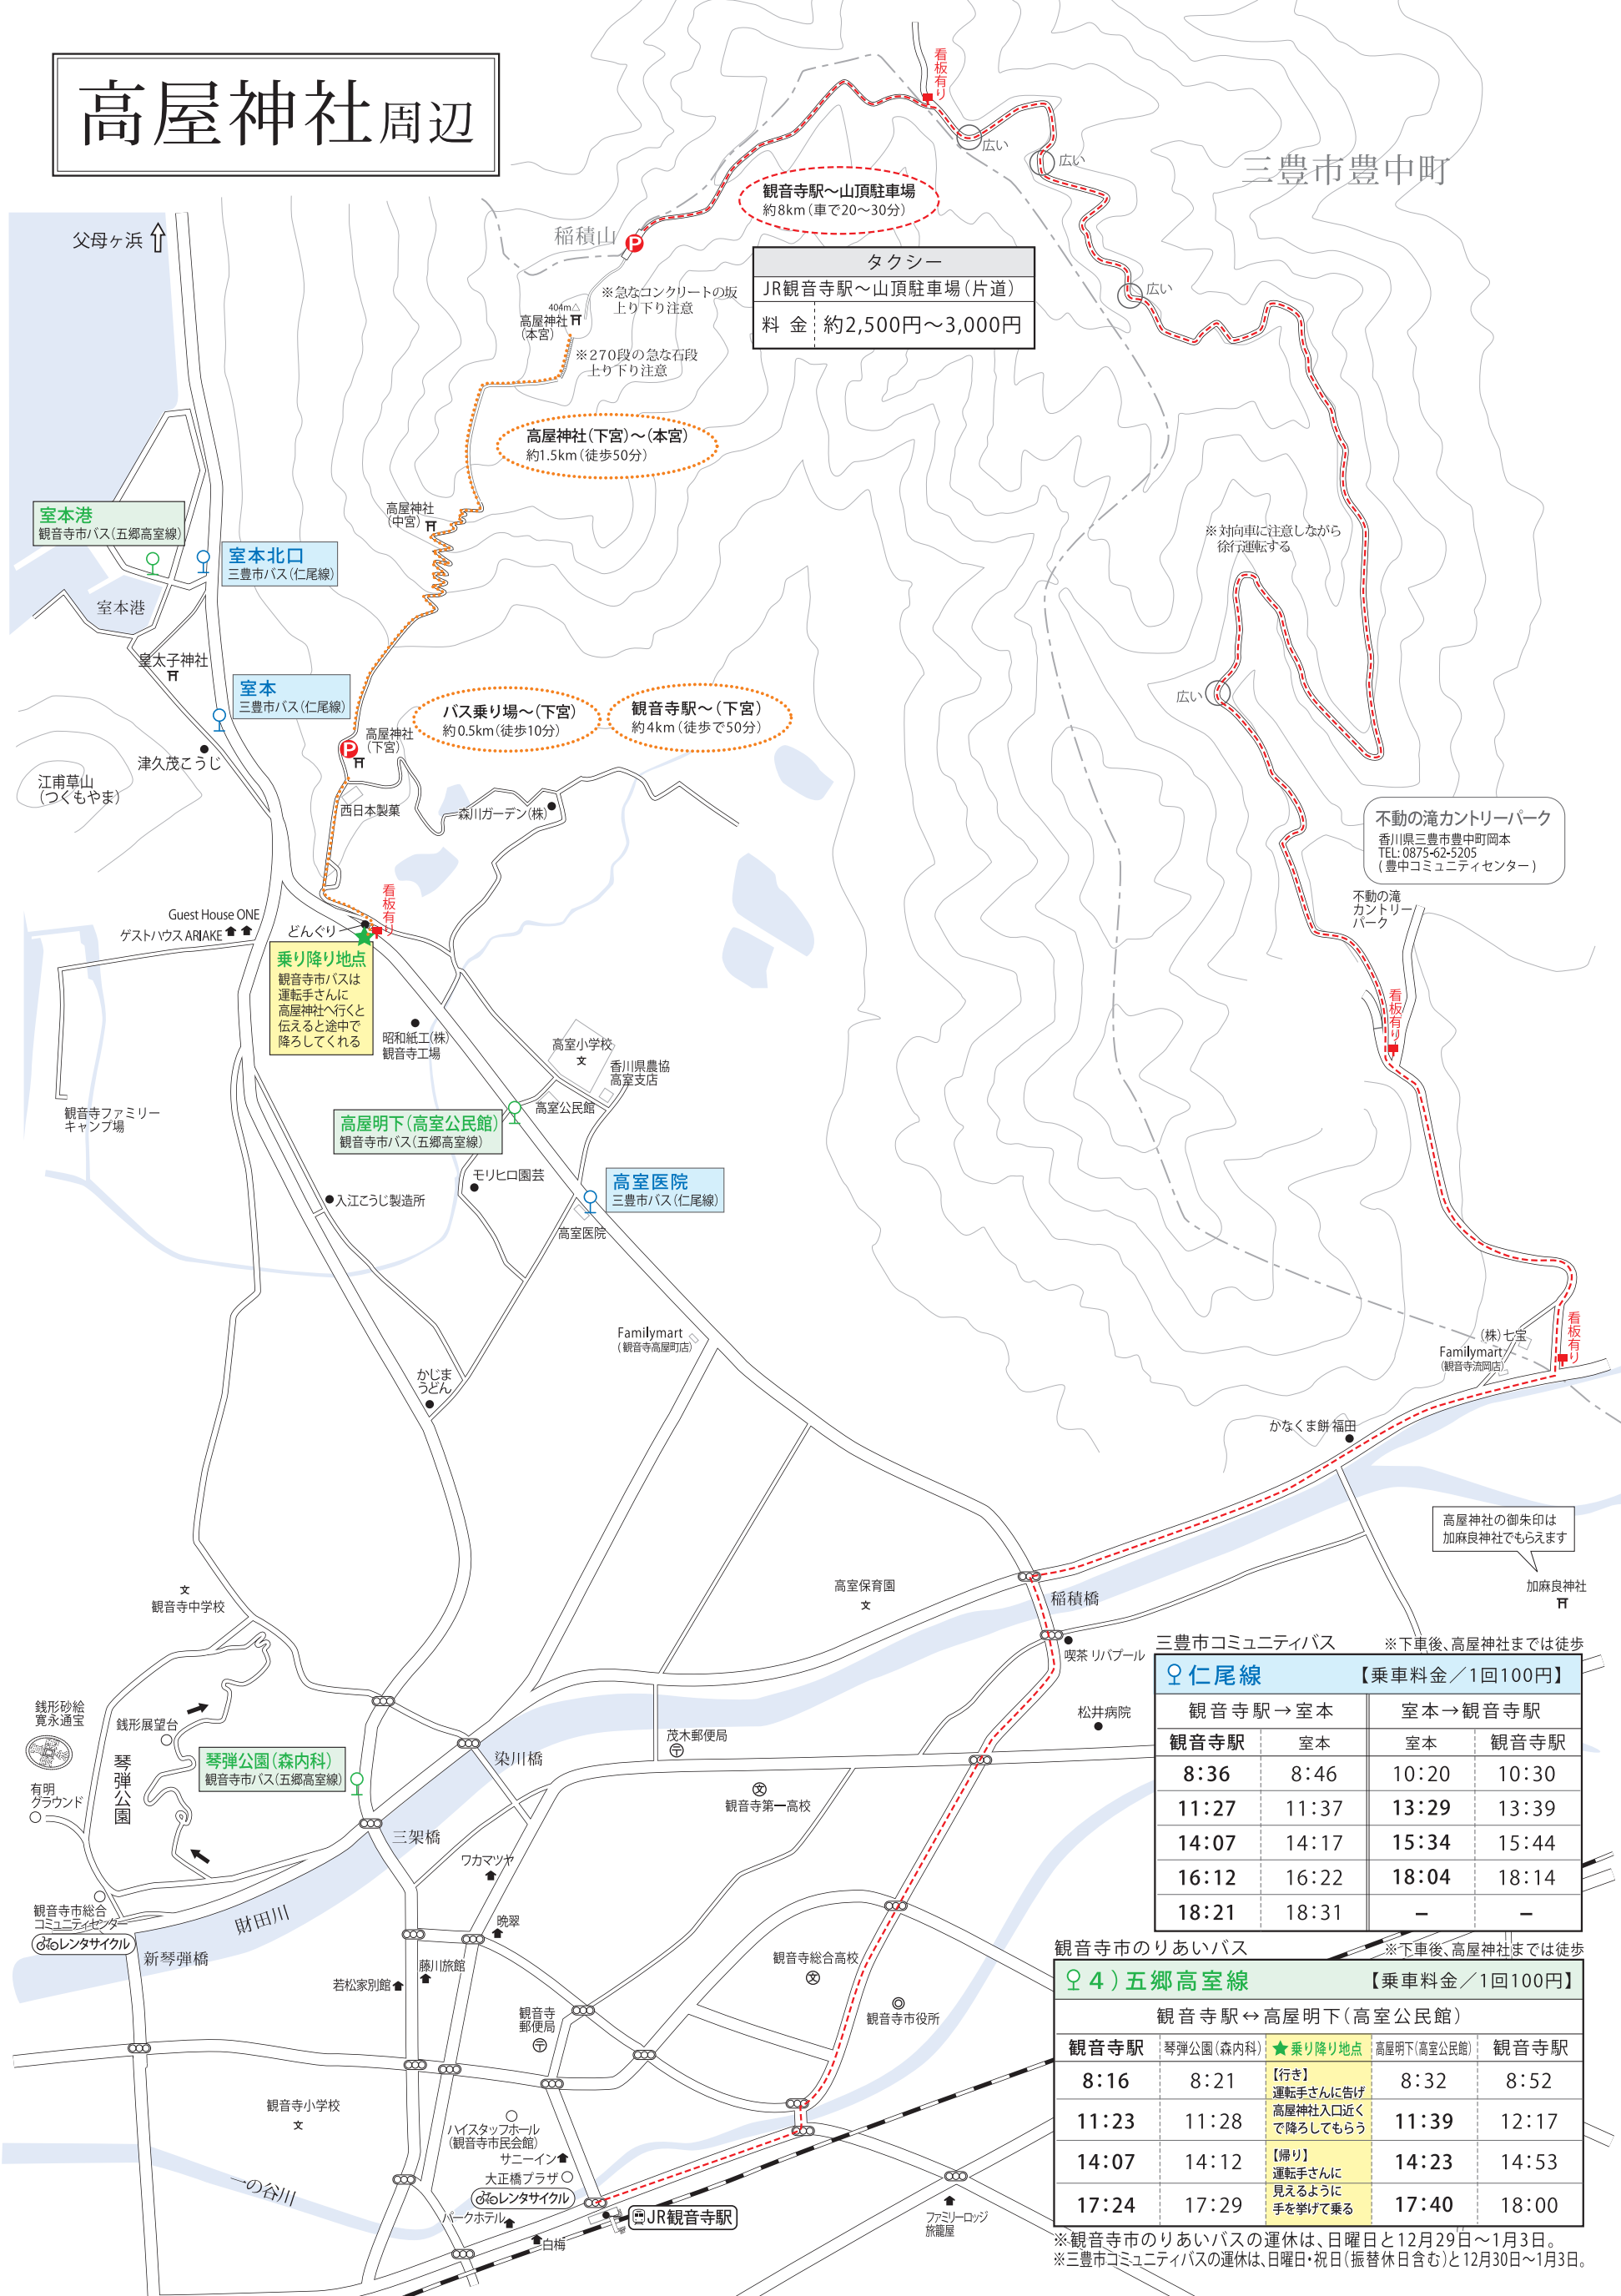 高屋神社周辺
看板有り
広い
広い
三豊市豊中町
観音寺駅～山頂駐車場
約8km(車で20～30分)
父母ヶ浜
稲積山
P
タクシー
JR観音寺駅～山頂駐車場(片道)
料 金 約2,500円～3,000円
広い
※急なコンクリートの坂
上り下り注意
404m△
高屋神社
(本宮)
※270段の急な石段
上り下り注意
高屋神社(下宮)～(本宮)
約1.5km(徒歩50分)
高屋神社
(中宮)
室本港
観音寺市バス(五郷高室線)
室本北口
三豊市バス(仁尾線)
※対向車に注意しながら
徐行運転する
室本港
皇太子神社
室本
三豊市バス(仁尾線)
広い
バス乗り場～(下宮)
約0.5km(徒歩10分)
観音寺駅～(下宮)
約4km(徒歩で50分)
P
高屋神社
(下宮)
津久茂こうじ
江甫草山
(つくもやま)
西日本製菓
森川ガーデン(株)
不動の滝カントリーパーク
香川県三豊市豊中町岡本
TEL: 0875-62-5205
(豊中コミュニティセンター)
不動の滝
カントリー
パーク
看板有り
Guest House ONE
ゲストハウス ARIAKE
どんぐり
乗り降り地点
観音寺市バスは
運転手さんに
高屋神社へ行くと
伝えると途中で
降ろしてくれる
看板有り
昭和紙工(株)
観音寺工場
高室小学校
文
香川県農協
高室支店
高室公民館
観音寺ファミリー
キャンプ場
高屋明下(高室公民館)
観音寺市バス(五郷高室線)
モリヒロ園芸
高室医院
三豊市バス(仁尾線)
入江こうじ製造所
高室医院
Familymart
(観音寺高屋町店)
看板有り
(株)七宝
Familymart
(観音寺流岡店)
かじま
うどん
かなくま餅 福田
高屋神社の御朱印は
加麻良神社でもらえます
加麻良神社
高室保育園
文
稲積橋
文
観音寺中学校
喫茶 リバプール
銭形砂絵
寛永通宝
銭形展望台
琴弾公園
有明
グラウンド
琴弾公園(森内科)
観音寺市バス(五郷高室線)
染川橋
茂木郵便局
〒
松井病院
文
観音寺第一高校
三架橋
ワカマツヤ
三豊市コミュニティバス ※下車後、高屋神社までは徒歩
仁尾線 【乗車料金／1回100円】
観音寺駅→室本 室本→観音寺駅
観音寺駅 室本 室本 観音寺駅
8:36 8:46 10:20 10:30
11:27 11:37 13:29 13:39
14:07 14:17 15:34 15:44
16:12 16:22 18:04 18:14
18:21 18:31 – –
観音寺市総合
コミュニティセンター
レンタサイクル
財田川
新琴弾橋
晩翠
藤川旅館
若松家別館
観音寺総合高校
文
観音寺
郵便局
〒
観音寺市役所
観音寺市のりあいバス ※下車後、高屋神社までは徒歩
4)五郷高室線 【乗車料金／1回100円】
観音寺駅↔高屋明下(高室公民館)
観音寺駅 琴弾公園(森内科) ★乗り降り地点 高屋明下(高室公民館) 観音寺駅
8:16 8:21 8:32 8:52
11:23 11:28 11:39 12:17
14:07 14:12 14:23 14:53
17:24 17:29 17:40 18:00
【行き】
運転手さんに告げ
高屋神社入口近く
で降ろしてもらう
【帰り】
運転手さんに
見えるように
手を挙げて乗る
観音寺小学校
文
ハイスタッフホール
(観音寺市民会館)
サニーイン
大正橋プラザ
レンタサイクル
一の谷川
パークホテル
白梅
JR観音寺駅
ファミリーロッジ
旅籠屋
※観音寺市のりあいバスの運休は、日曜日と12月29日～1月3日。
※三豊市コミュニティバスの運休は、日曜日・祝日(振替休日含む)と12月30日～1月3日。